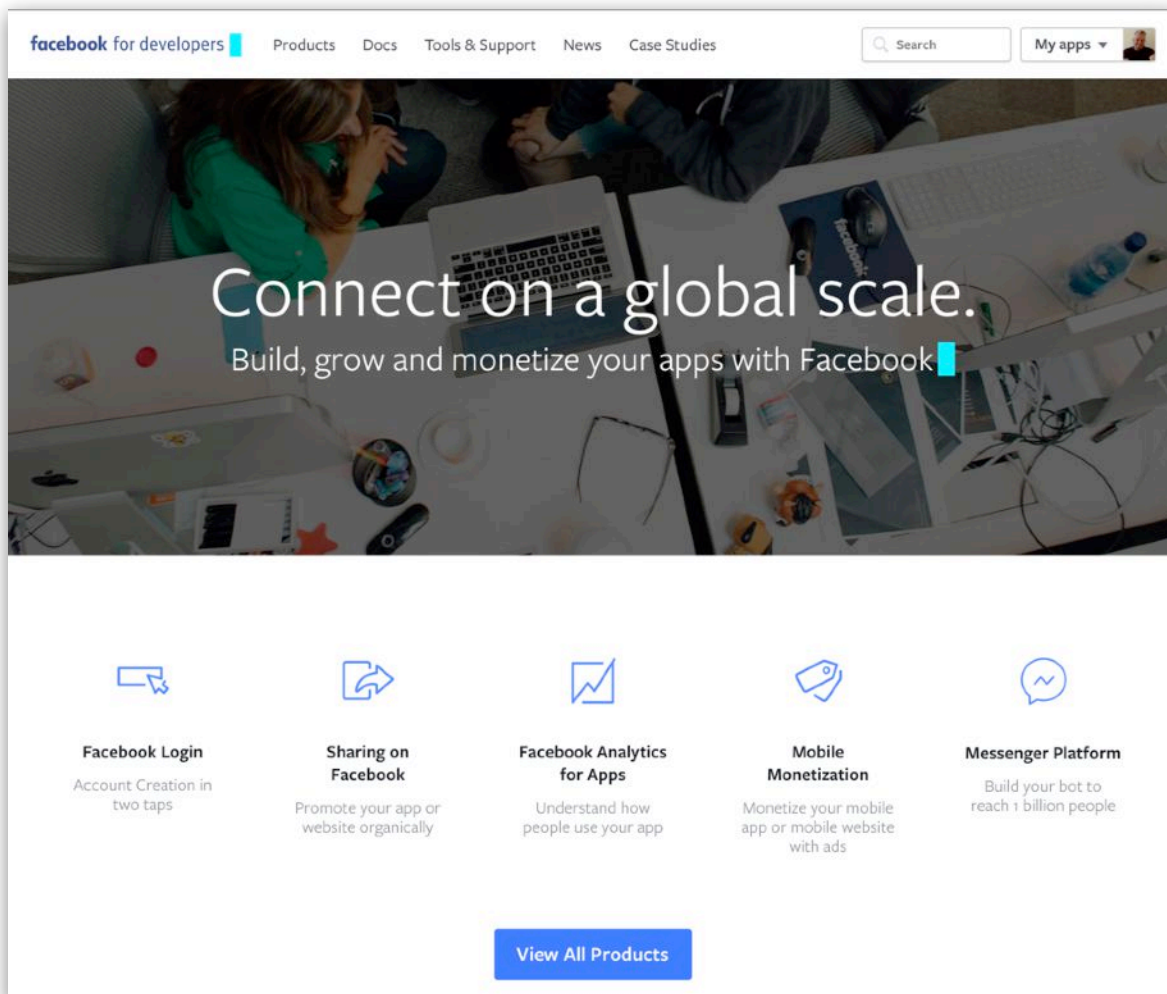 facebook for developers Products Docs Tools & Support News Case Studies Search My apps
facebook
Connect on a global scale.
Build, grow and monetize your apps with Facebook
Facebook Login
Account Creation in
two taps
Sharing on
Facebook
Promote your app or
website organically
Facebook Analytics
for Apps
Understand how
people use your app
Mobile
Monetization
Monetize your mobile
app or mobile website
with ads
Messenger Platform
Build your bot to
reach 1 billion people
View All Products